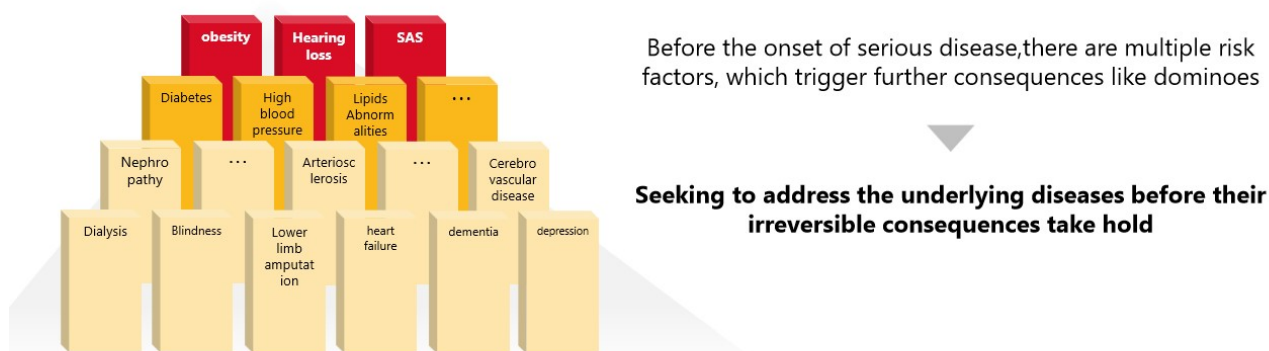 obesity
Hearing
loss
SAS
Diabetes
High
blood
pressure
Lipids
Abnorm
alities
...
Nephro
pathy
...
Arteriosc
lerosis
...
Cerebro
vascular
disease
Dialysis
Blindness
Lower
limb
amputat
ion
heart
failure
dementia
depression
Before the onset of serious disease,there are multiple risk
factors, which trigger further consequences like dominoes
Seeking to address the underlying diseases before their
irreversible consequences take hold